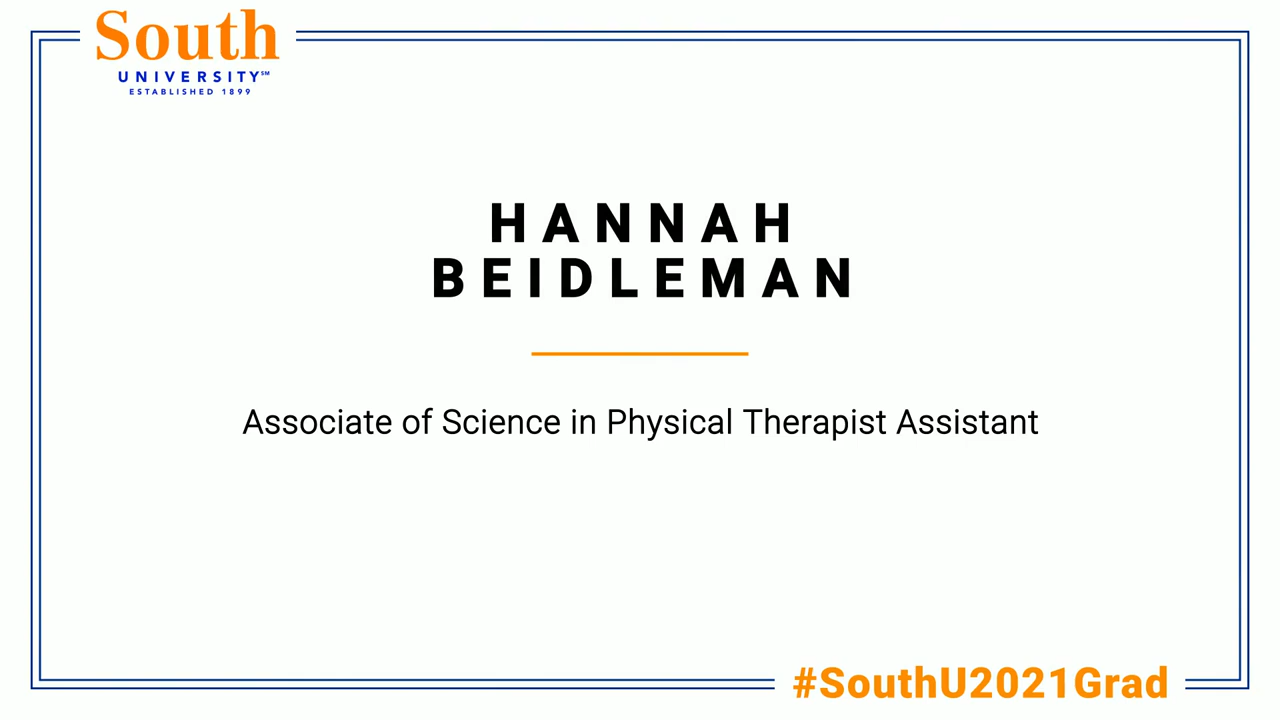 South
UNIVERSITY℠
ESTABLISHED 1899
HANNAH
BEIDLEMAN
Associate of Science in Physical Therapist Assistant
#SouthU2021Grad